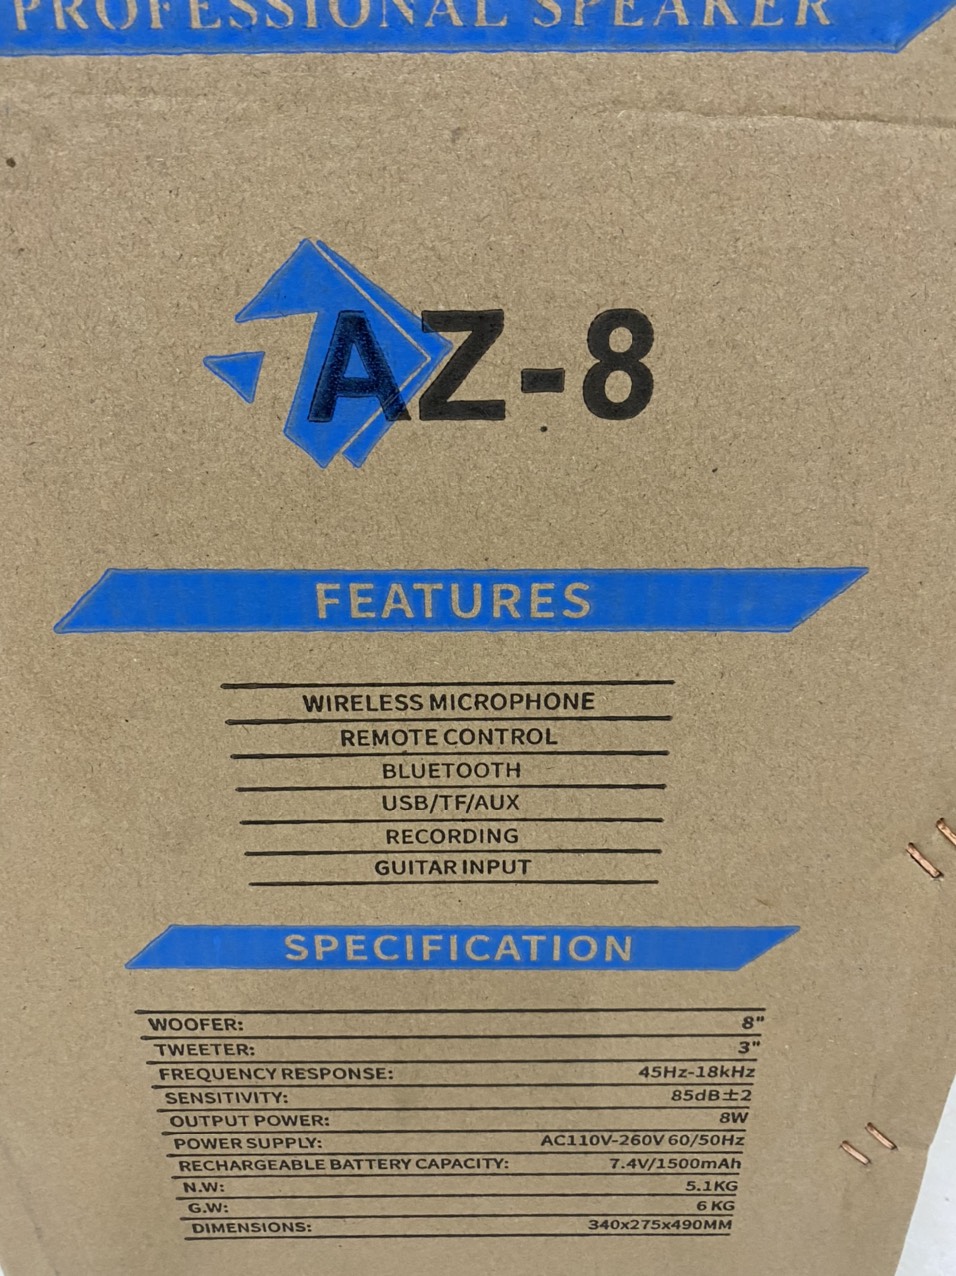 PROFESSIONAL SPEAKER
AZ-8
FEATURES
WIRELESS MICROPHONE
REMOTE CONTROL
BLUETOOTH
USB/TF/AUX
RECORDING
GUITAR INPUT
SPECIFICATION
WOOFER: 8"
TWEETER: 3"
FREQUENCY RESPONSE: 45Hz-18kHz
SENSITIVITY: 85dB±2
OUTPUT POWER: 8W
POWER SUPPLY: AC110V-260V 60/50Hz
RECHARGEABLE BATTERY CAPACITY: 7.4V/1500mAh
N.W: 5.1KG
G.W: 6 KG
DIMENSIONS: 340x275x490MM